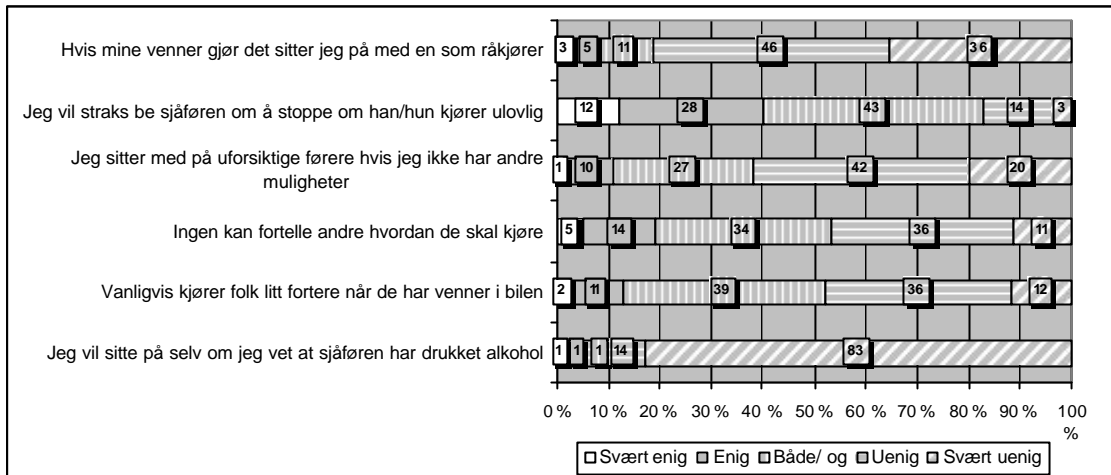 Hvis mine venner gjør det sitter jeg på med en som råkjører
3 5 11 46 36
Jeg vil straks be sjåføren om å stoppe om han/hun kjører ulovlig
12 28 43 14 3
Jeg sitter med på uforsiktige førere hvis jeg ikke har andre
muligheter
1 10 27 42 20
Ingen kan fortelle andre hvordan de skal kjøre
5 14 34 36 11
Vanligvis kjører folk litt fortere når de har venner i bilen
2 11 39 36 12
Jeg vil sitte på selv om jeg vet at sjåføren har drukket alkohol
1 1 1 14 83
0 % 10 % 20 % 30 % 40 % 50 % 60 % 70 % 80 % 90 % 100
%
Svært enig Enig Både/ og Uenig Svært uenig